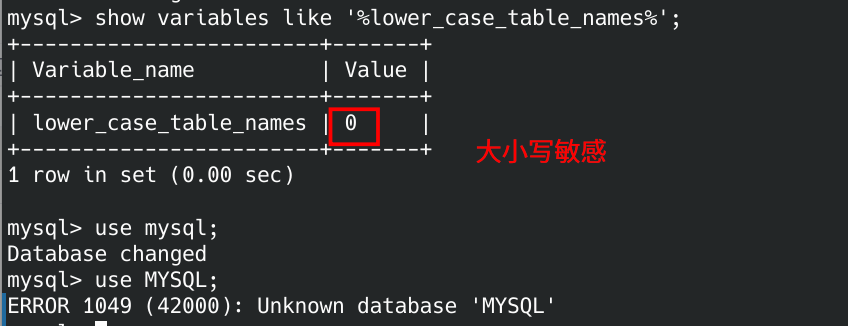 mysql> show variables like '%lower_case_table_names%';
+------------------------+-------+
| Variable_name          | Value |
+------------------------+-------+
| lower_case_table_names | 0     |
+------------------------+-------+
大小写敏感
1 row in set (0.00 sec)
mysql> use mysql;
Database changed
mysql> use MYSQL;
ERROR 1049 (42000): Unknown database 'MYSQL'